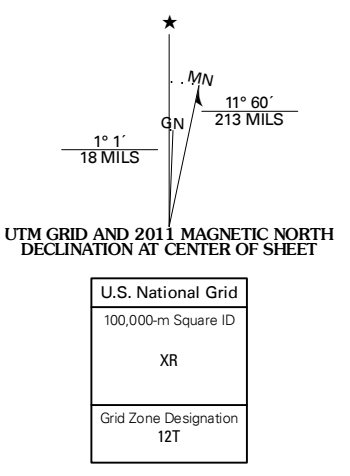 ★
MN
11° 60´
213 MILS
GN
1° 1´
18 MILS
UTM GRID AND 2011 MAGNETIC NORTH
DECLINATION AT CENTER OF SHEET
U.S. National Grid
100,000-m Square ID
XR
Grid Zone Designation
12T